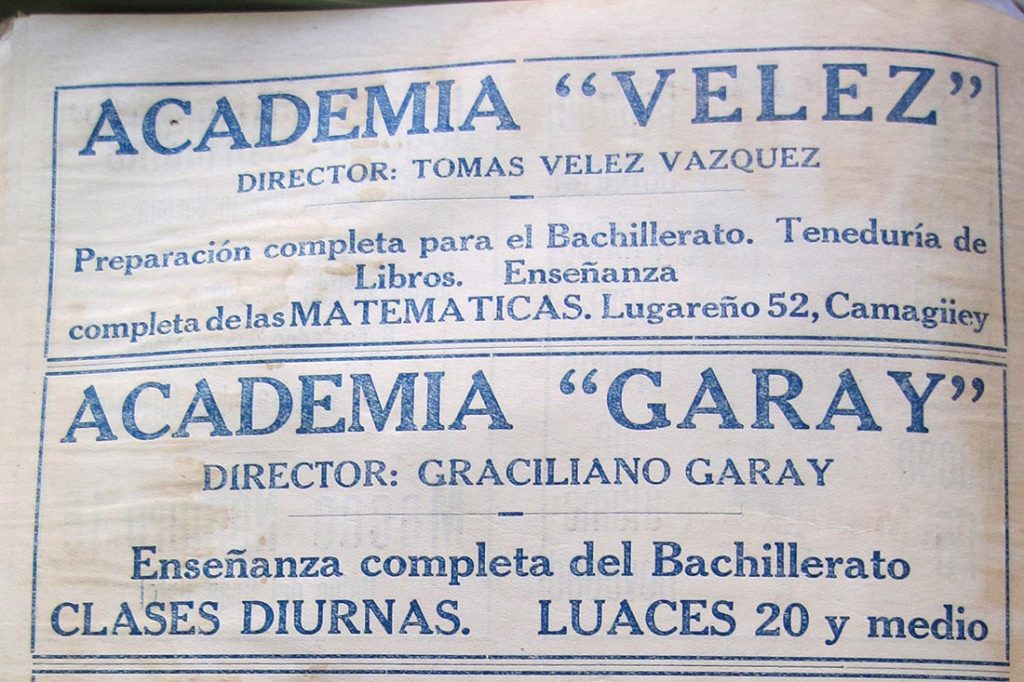 ACADEMIA “VELEZ”
DIRECTOR: TOMAS VELEZ VAZQUEZ
Preparación completa para el Bachillerato. Teneduría de
Libros. Enseñanza
completa de las MATEMATICAS. Lugareño 52, Camagüey
ACADEMIA “GARAY”
DIRECTOR: GRACILIANO GARAY
Enseñanza completa del Bachillerato
CLASES DIURNAS. LUACES 20 y medio